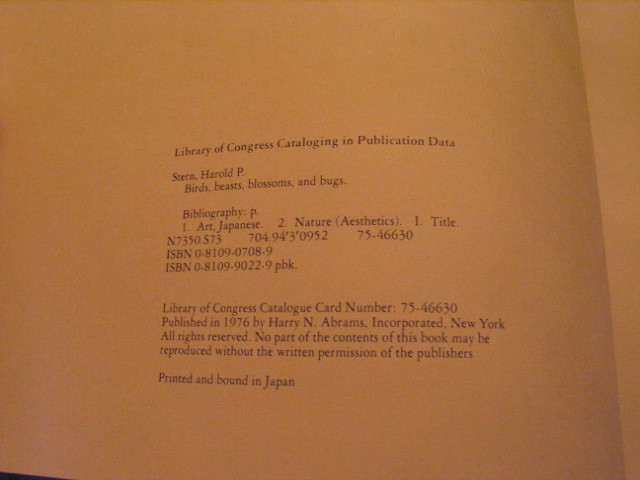 Library of Congress Cataloging in Publication Data
Stern, Harold P.
Birds, beasts, blossoms, and bugs.
Bibliography: p.
1. Art, Japanese. 2. Nature (Aesthetics). I. Title.
N7350.S73 704.94'3'0952 75-46630
ISBN 0-8109-0708-9
ISBN 0-8109-9022-9 pbk.
Library of Congress Catalogue Card Number: 75-46630
Published in 1976 by Harry N. Abrams, Incorporated, New York
All rights reserved. No part of the contents of this book may be
reproduced without the written permission of the publishers
Printed and bound in Japan